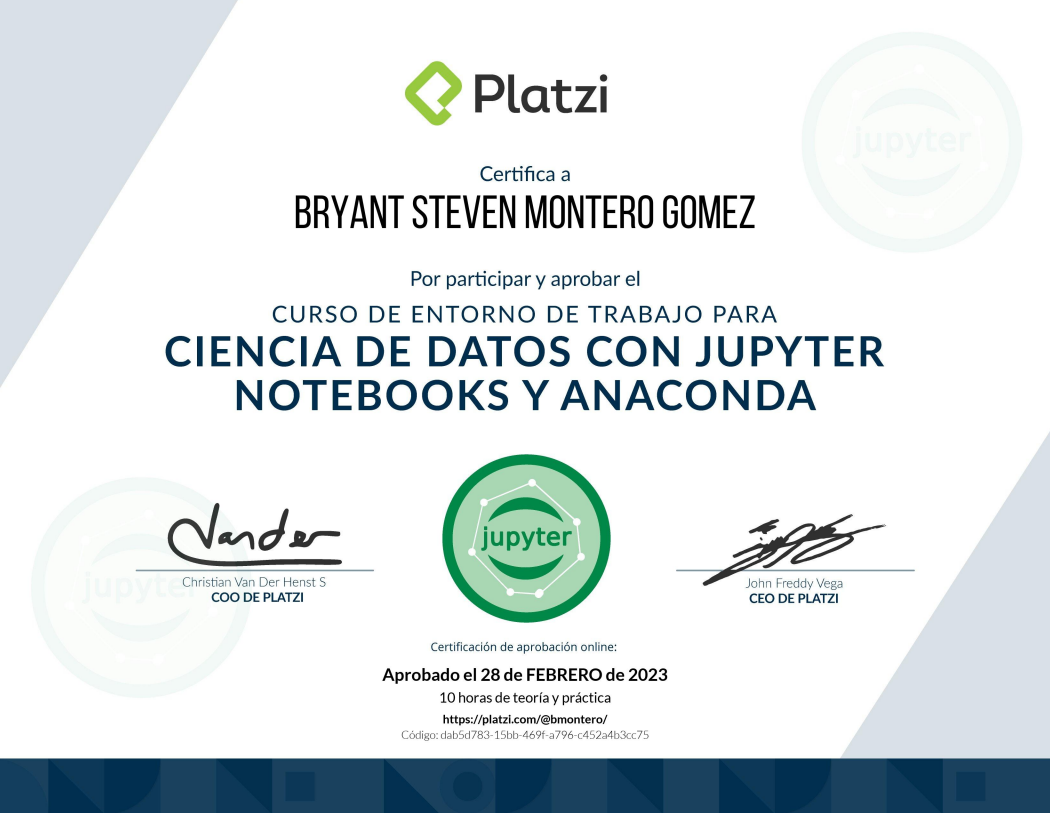 Platzi
jupyter
Certifica a
BRYANT STEVEN MONTERO GOMEZ
Por participar y aprobar el
CURSO DE ENTORNO DE TRABAJO PARA
CIENCIA DE DATOS CON JUPYTER
NOTEBOOKS Y ANACONDA
Vander
jupyter
jupyter
Christian Van Der Henst S
COO DE PLATZI
John Freddy Vega
CEO DE PLATZI
Certificación de aprobación online:
Aprobado el 28 de FEBRERO de 2023
10 horas de teoría y práctica
https://platzi.com/@bmontero/
Código: dab5d783-15bb-469f-a796-c452a4b3cc75